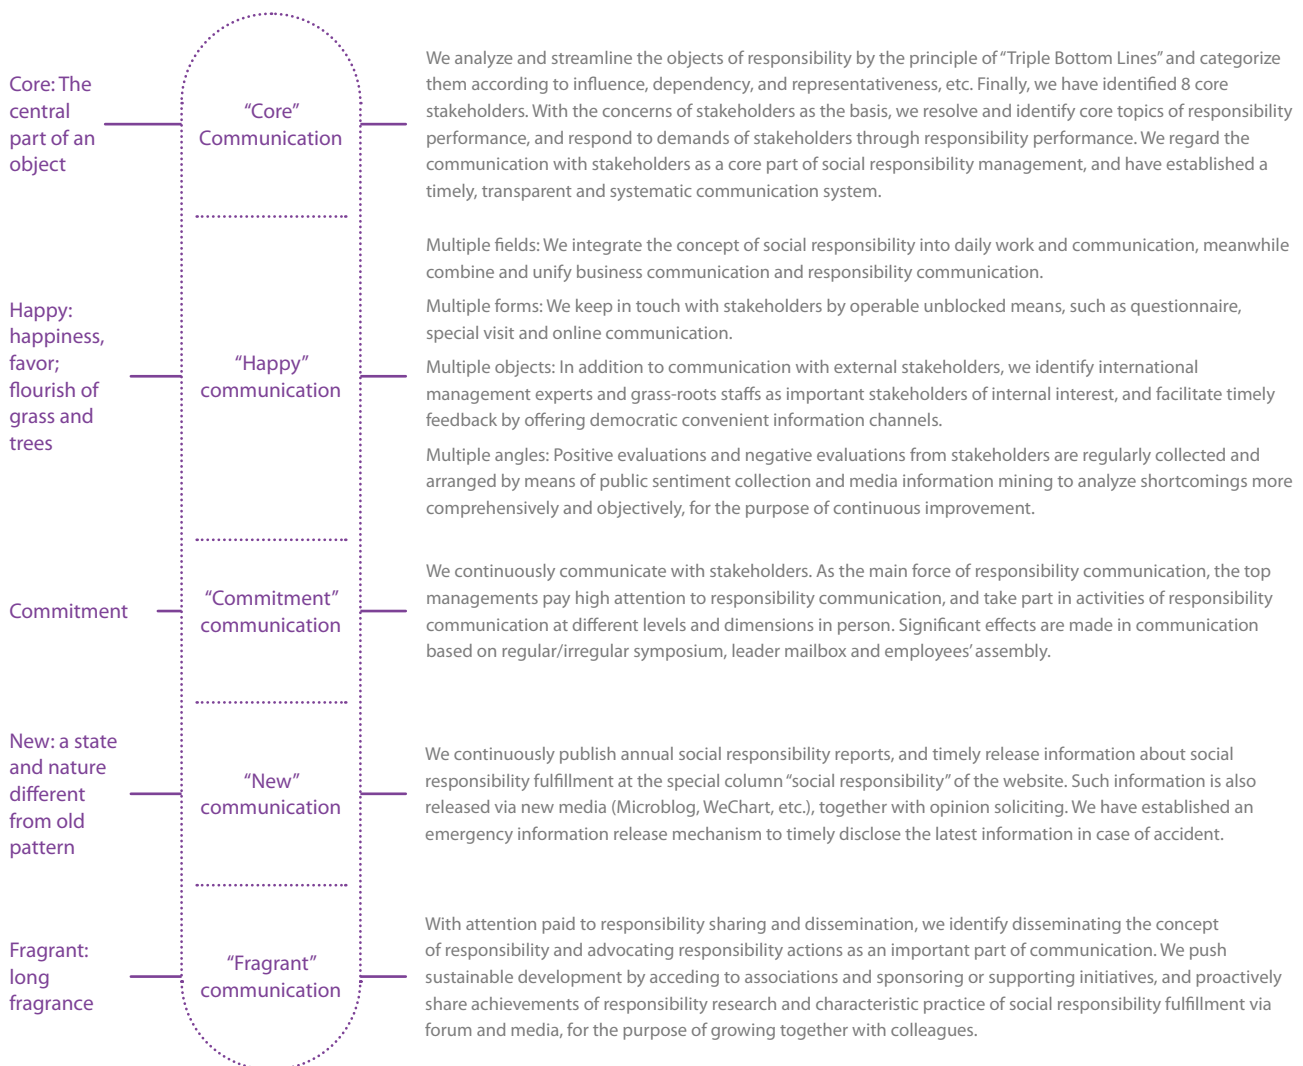 Core: The
central
part of an
object
“Core”
Communication
We analyze and streamline the objects of responsibility by the principle of “Triple Bottom Lines” and categorize
them according to influence, dependency, and representativeness, etc. Finally, we have identified 8 core
stakeholders. With the concerns of stakeholders as the basis, we resolve and identify core topics of responsibility
performance, and respond to demands of stakeholders through responsibility performance. We regard the
communication with stakeholders as a core part of social responsibility management, and have established a
timely, transparent and systematic communication system.
Happy:
happiness,
favor;
flourish of
grass and
trees
“Happy”
communication
Multiple fields: We integrate the concept of social responsibility into daily work and communication, meanwhile
combine and unify business communication and responsibility communication.
Multiple forms: We keep in touch with stakeholders by operable unblocked means, such as questionnaire,
special visit and online communication.
Multiple objects: In addition to communication with external stakeholders, we identify international
management experts and grass-roots staffs as important stakeholders of internal interest, and facilitate timely
feedback by offering democratic convenient information channels.
Multiple angles: Positive evaluations and negative evaluations from stakeholders are regularly collected and
arranged by means of public sentiment collection and media information mining to analyze shortcomings more
comprehensively and objectively, for the purpose of continuous improvement.
Commitment
“Commitment”
communication
We continuously communicate with stakeholders. As the main force of responsibility communication, the top
managements pay high attention to responsibility communication, and take part in activities of responsibility
communication at different levels and dimensions in person. Significant effects are made in communication
based on regular/irregular symposium, leader mailbox and employees’ assembly.
New: a state
and nature
different
from old
pattern
“New”
communication
We continuously publish annual social responsibility reports, and timely release information about social
responsibility fulfillment at the special column “social responsibility” of the website. Such information is also
released via new media (Microblog, WeChart, etc.), together with opinion soliciting. We have established an
emergency information release mechanism to timely disclose the latest information in case of accident.
Fragrant:
long
fragrance
“Fragrant”
communication
With attention paid to responsibility sharing and dissemination, we identify disseminating the concept
of responsibility and advocating responsibility actions as an important part of communication. We push
sustainable development by acceding to associations and sponsoring or supporting initiatives, and proactively
share achievements of responsibility research and characteristic practice of social responsibility fulfillment via
forum and media, for the purpose of growing together with colleagues.